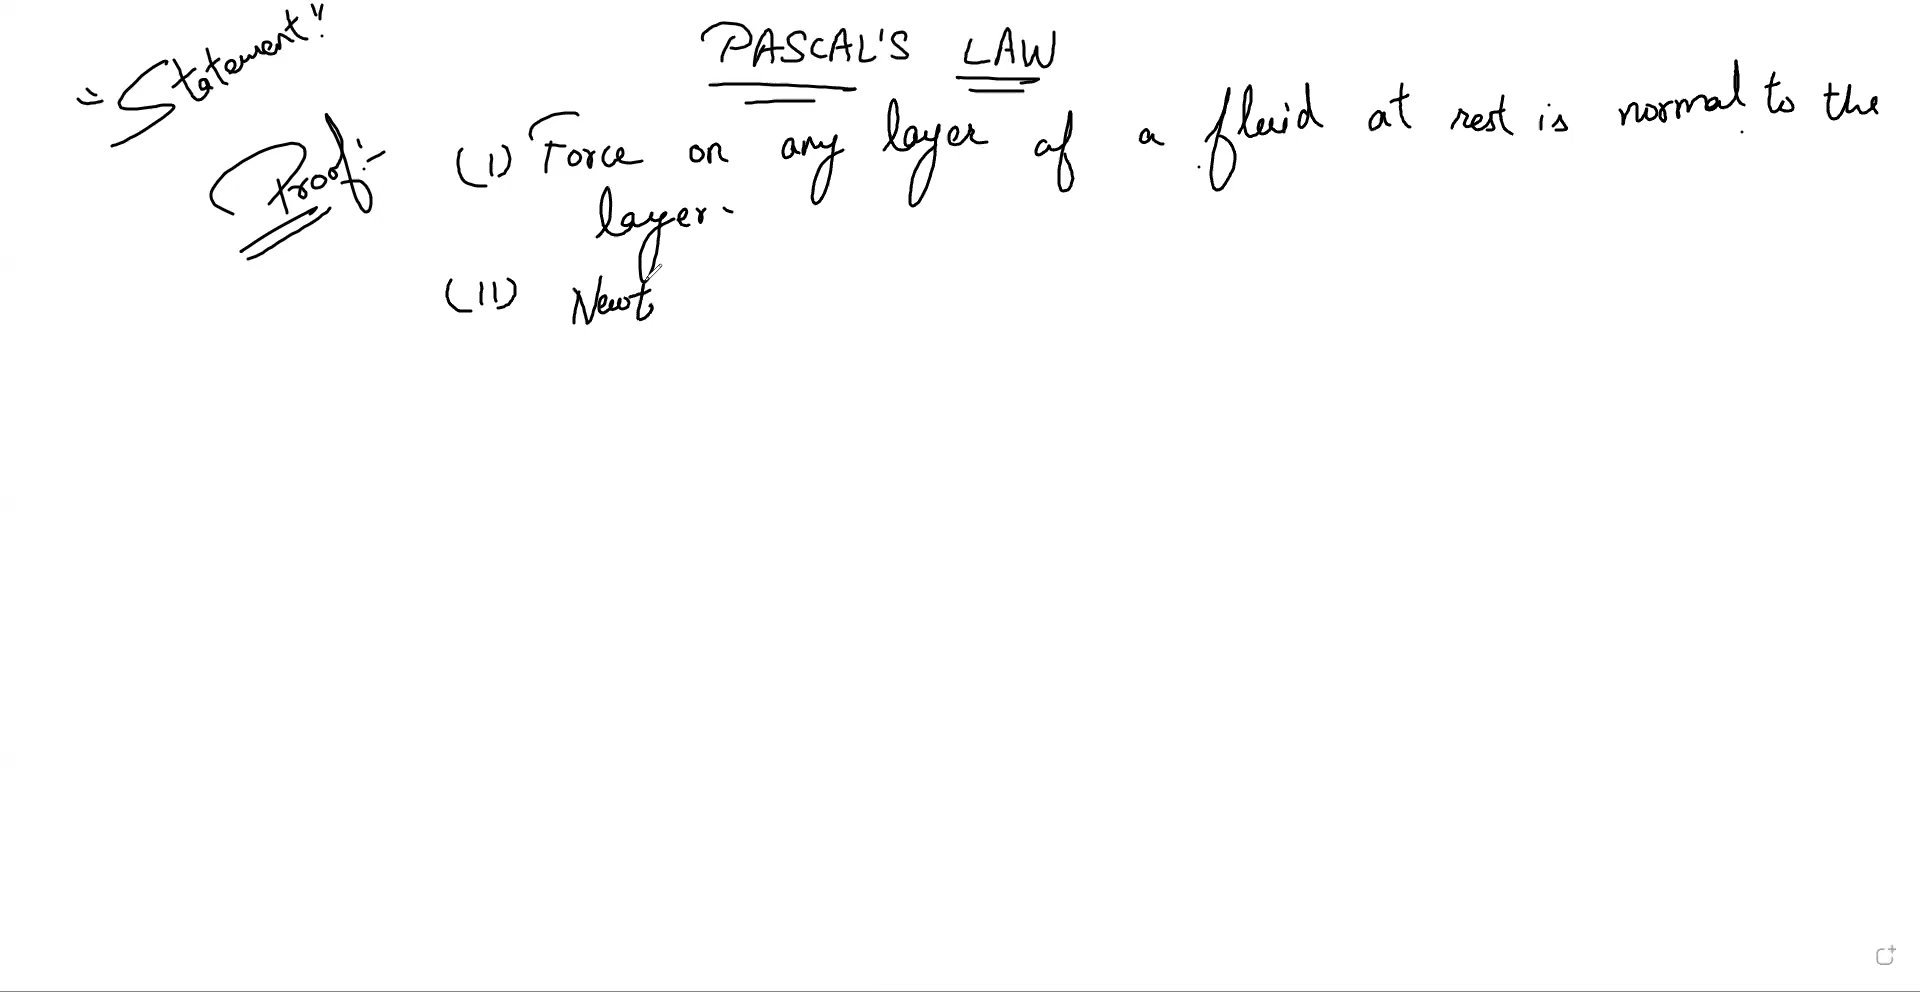 "Statement"
PASCAL'S LAW
Proof:- (I) Force on any layer of a fluid at rest is normal to the
layer.
(II) Newt